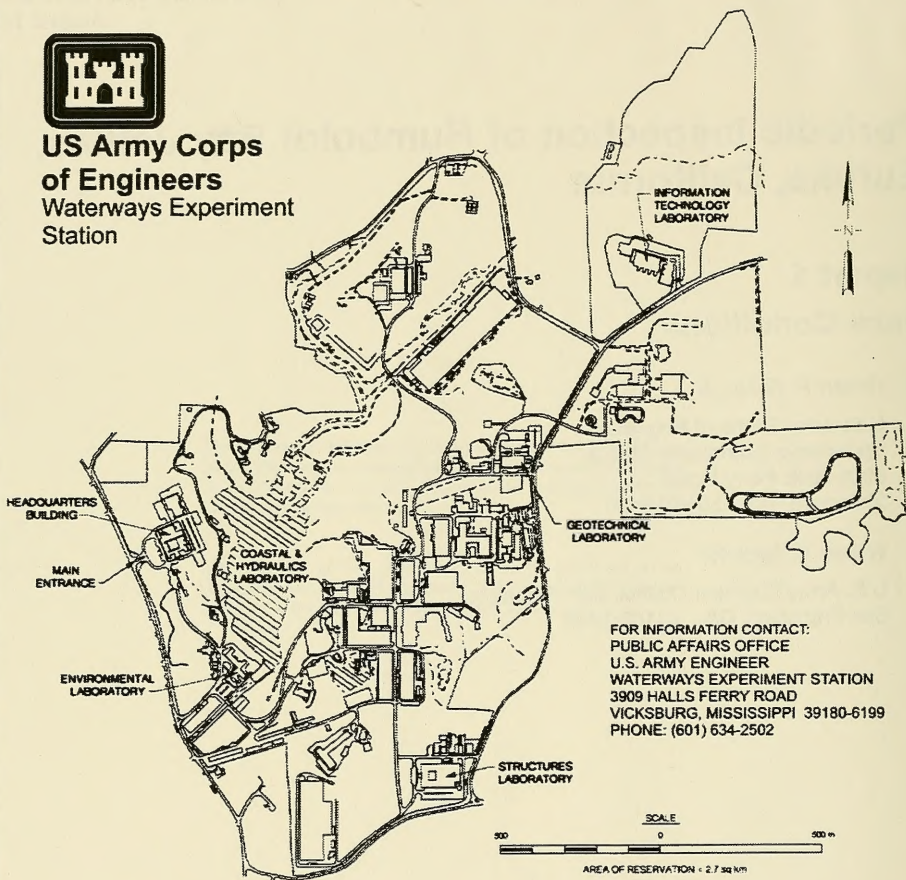 US Army Corps
of Engineers
Waterways Experiment
Station
INFORMATION
TECHNOLOGY
LABORATORY
N
HEADQUARTERS
BUILDING
MAIN
ENTRANCE
COASTAL &
HYDRAULICS
LABORATORY
GEOTECHNICAL
LABORATORY
ENVIRONMENTAL
LABORATORY
FOR INFORMATION CONTACT:
PUBLIC AFFAIRS OFFICE
U.S. ARMY ENGINEER
WATERWAYS EXPERIMENT STATION
3909 HALLS FERRY ROAD
VICKSBURG, MISSISSIPPI 39180-6199
PHONE: (601) 634-2502
STRUCTURES
LABORATORY
SCALE
500 0 500 m
AREA OF RESERVATION = 2.7 sq km